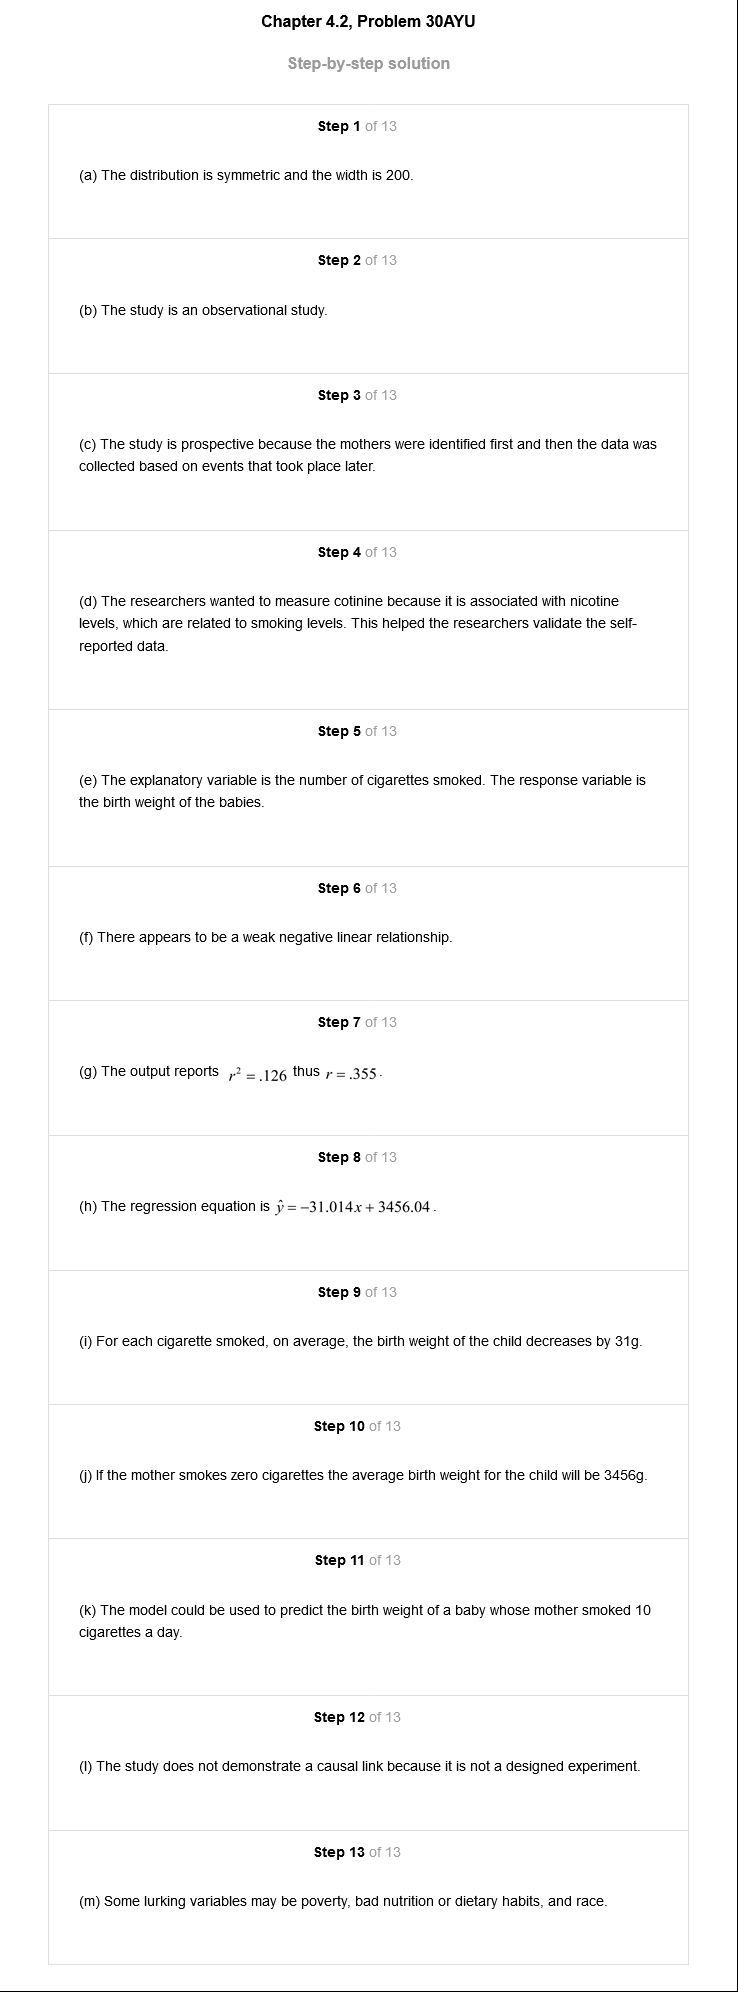 Chapter 4.2, Problem 30AYU
Step-by-step solution
Step 1 of 13
(a) The distribution is symmetric and the width is 200.
Step 2 of 13
(b) The study is an observational study.
Step 3 of 13
(c) The study is prospective because the mothers were identified first and then the data was
collected based on events that took place later.
Step 4 of 13
(d) The researchers wanted to measure cotinine because it is associated with nicotine
levels, which are related to smoking levels. This helped the researchers validate the self-
reported data.
Step 5 of 13
(e) The explanatory variable is the number of cigarettes smoked. The response variable is
the birth weight of the babies.
Step 6 of 13
(f) There appears to be a weak negative linear relationship.
Step 7 of 13
(g) The output reports r² = .126 thus r = .355.
Step 8 of 13
(h) The regression equation is ŷ = −31.014x + 3456.04.
Step 9 of 13
(i) For each cigarette smoked, on average, the birth weight of the child decreases by 31g.
Step 10 of 13
(j) If the mother smokes zero cigarettes the average birth weight for the child will be 3456g.
Step 11 of 13
(k) The model could be used to predict the birth weight of a baby whose mother smoked 10
cigarettes a day.
Step 12 of 13
(l) The study does not demonstrate a causal link because it is not a designed experiment.
Step 13 of 13
(m) Some lurking variables may be poverty, bad nutrition or dietary habits, and race.